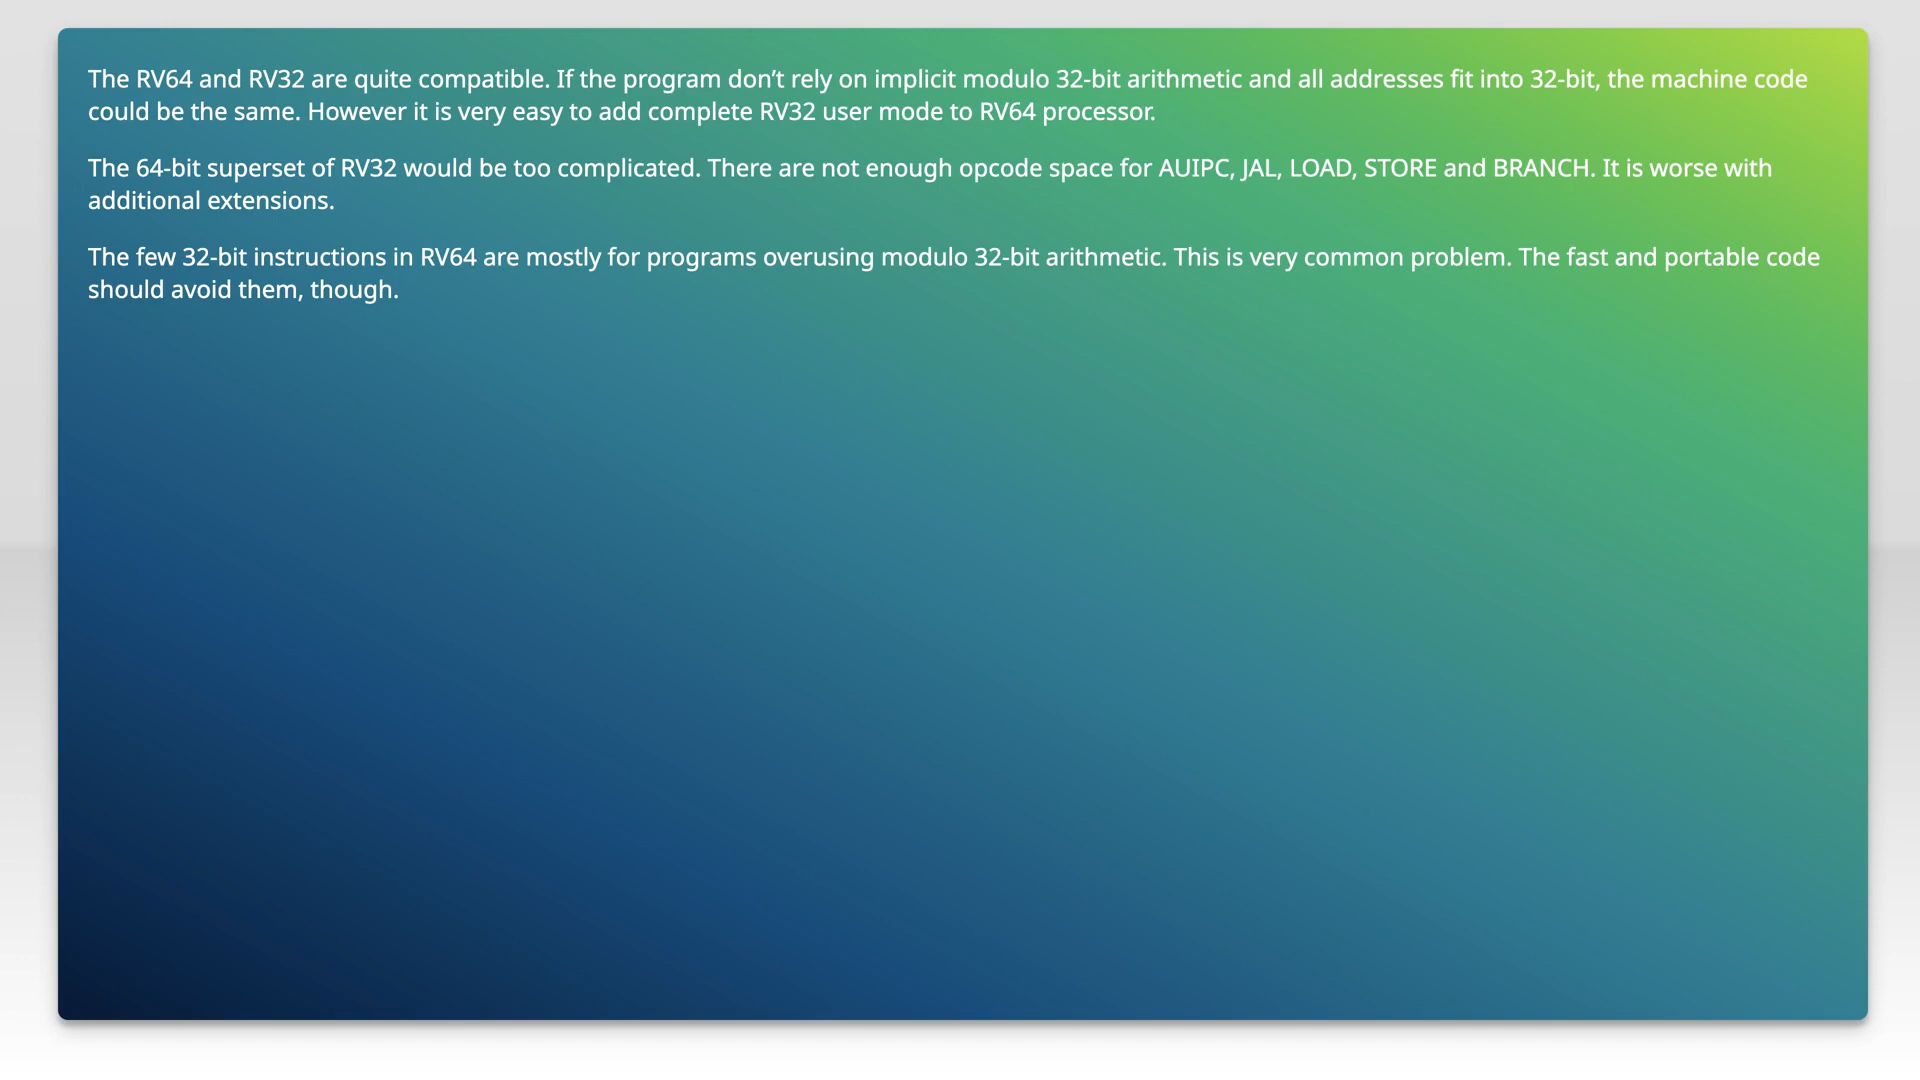 The RV64 and RV32 are quite compatible. If the program don’t rely on implicit modulo 32-bit arithmetic and all addresses fit into 32-bit, the machine code
could be the same. However it is very easy to add complete RV32 user mode to RV64 processor.
The 64-bit superset of RV32 would be too complicated. There are not enough opcode space for AUIPC, JAL, LOAD, STORE and BRANCH. It is worse with
additional extensions.
The few 32-bit instructions in RV64 are mostly for programs overusing modulo 32-bit arithmetic. This is very common problem. The fast and portable code
should avoid them, though.